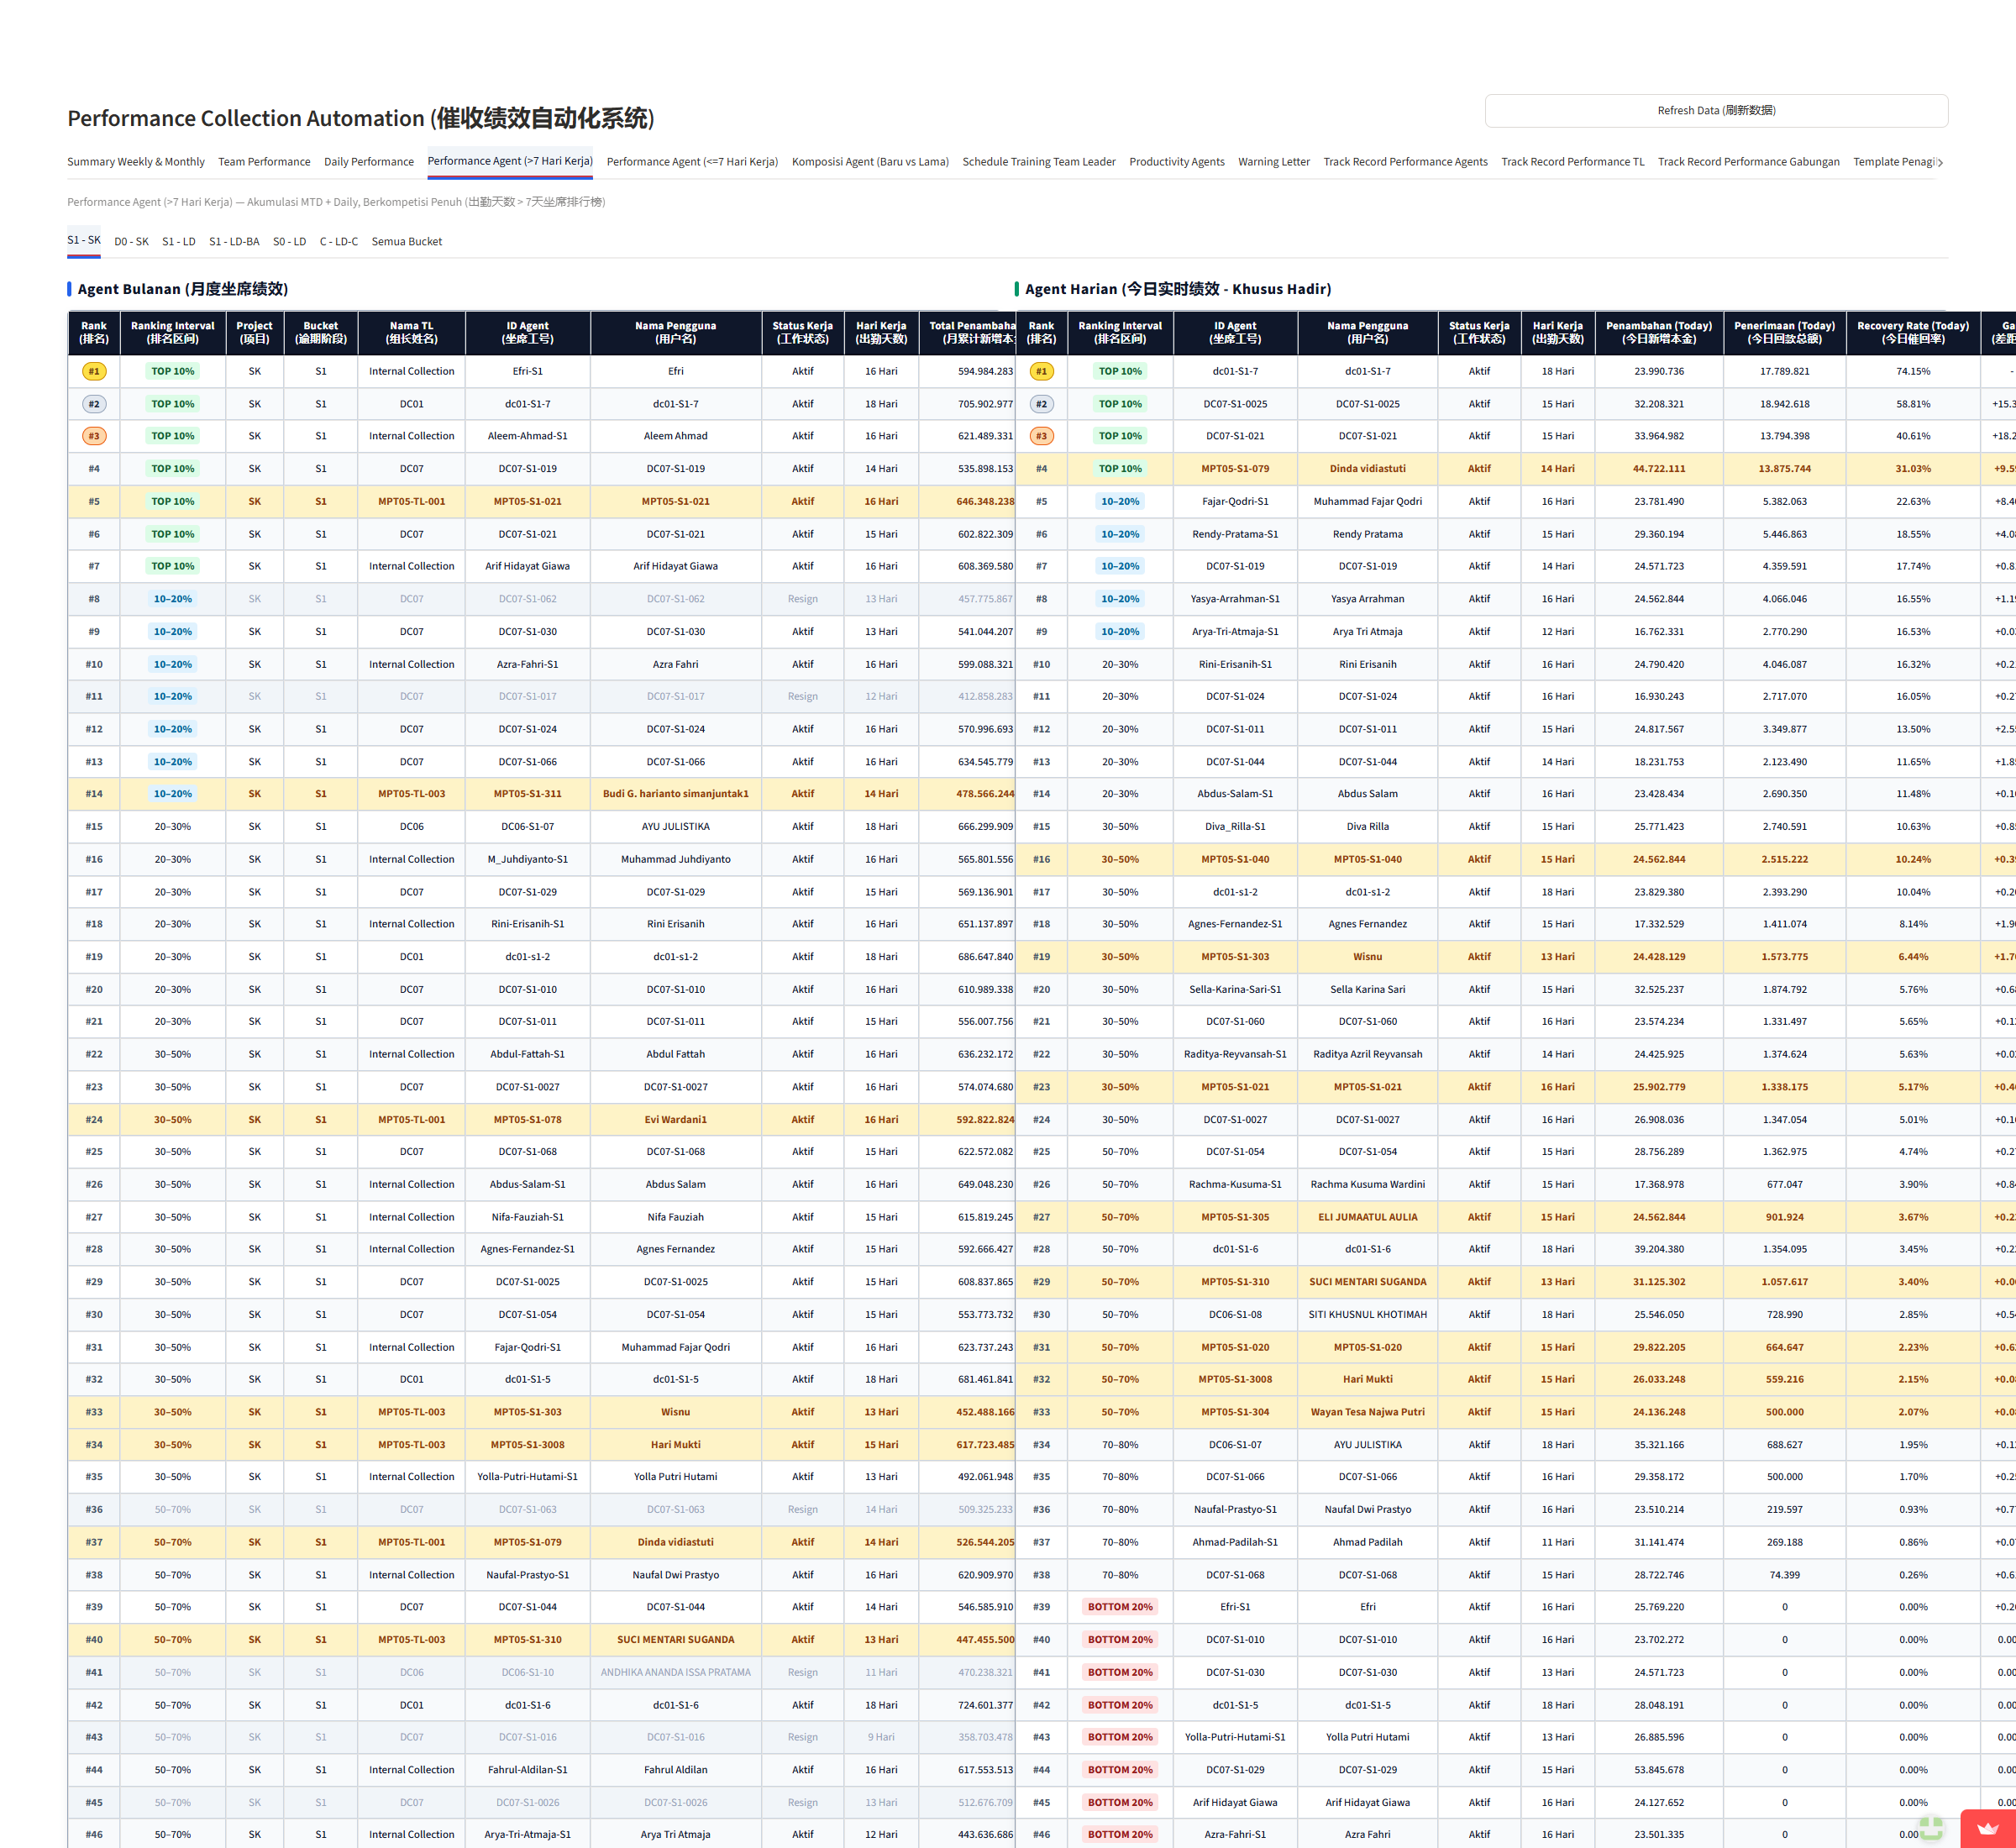 Performance Collection Automation (催收绩效自动化系统)
Refresh Data (刷新数据)
Summary Weekly & Monthly Team Performance Daily Performance Performance Agent (>7 Hari Kerja) Performance Agent (<=7 Hari Kerja) Komposisi Agent (Baru vs Lama) Schedule Training Team Leader Productivity Agents Warning Letter Track Record Performance Agents Track Record Performance TL Track Record Performance Gabungan Template Penagi
Performance Agent (>7 Hari Kerja) — Akumulasi MTD + Daily, Berkompetisi Penuh (出勤天数 > 7天坐席排行榜)
S1 - SK D0 - SK S1 - LD S1 - LD-BA S0 - LD C - LD-C Semua Bucket
Agent Bulanan (月度坐席绩效)
Rank Ranking Interval Project Bucket Nama TL ID Agent Nama Pengguna Status Kerja Hari Kerja Total Penambaha
(排名) (排名区间) (项目) (逾期阶段) (组长姓名) (坐席工号) (用户名) (工作状态) (出勤天数) (月累计新增本
#1 TOP 10% SK S1 Internal Collection Efri-S1 Efri Aktif 16 Hari 594.984.283
#2 TOP 10% SK S1 DC01 dc01-S1-7 dc01-S1-7 Aktif 18 Hari 705.902.977
#3 TOP 10% SK S1 Internal Collection Aleem-Ahmad-S1 Aleem Ahmad Aktif 16 Hari 621.489.331
#4 TOP 10% SK S1 DC07 DC07-S1-019 DC07-S1-019 Aktif 14 Hari 535.898.153
#5 TOP 10% SK S1 MPT05-TL-001 MPT05-S1-021 MPT05-S1-021 Aktif 16 Hari 646.348.238
#6 TOP 10% SK S1 DC07 DC07-S1-021 DC07-S1-021 Aktif 15 Hari 602.822.309
#7 TOP 10% SK S1 Internal Collection Arif Hidayat Giawa Arif Hidayat Giawa Aktif 16 Hari 608.369.580
#8 10–20% SK S1 DC07 DC07-S1-062 DC07-S1-062 Resign 13 Hari 457.775.867
#9 10–20% SK S1 DC07 DC07-S1-030 DC07-S1-030 Aktif 13 Hari 541.044.207
#10 10–20% SK S1 Internal Collection Azra-Fahri-S1 Azra Fahri Aktif 16 Hari 599.088.321
#11 10–20% SK S1 DC07 DC07-S1-017 DC07-S1-017 Resign 12 Hari 412.858.283
#12 10–20% SK S1 DC07 DC07-S1-024 DC07-S1-024 Aktif 16 Hari 570.996.693
#13 10–20% SK S1 DC07 DC07-S1-066 DC07-S1-066 Aktif 16 Hari 634.545.779
#14 10–20% SK S1 MPT05-TL-003 MPT05-S1-311 Budi G. harianto simanjuntak1 Aktif 14 Hari 478.566.244
#15 20–30% SK S1 DC06 DC06-S1-07 AYU JULISTIKA Aktif 18 Hari 666.299.909
#16 20–30% SK S1 Internal Collection M_Juhdiyanto-S1 Muhammad Juhdiyanto Aktif 16 Hari 565.801.556
#17 20–30% SK S1 DC07 DC07-S1-029 DC07-S1-029 Aktif 15 Hari 569.136.901
#18 20–30% SK S1 Internal Collection Rini-Erisanih-S1 Rini Erisanih Aktif 16 Hari 651.137.897
#19 20–30% SK S1 DC01 dc01-s1-2 dc01-s1-2 Aktif 18 Hari 686.647.840
#20 20–30% SK S1 DC07 DC07-S1-010 DC07-S1-010 Aktif 16 Hari 610.989.338
#21 20–30% SK S1 DC07 DC07-S1-011 DC07-S1-011 Aktif 15 Hari 556.007.756
#22 30–50% SK S1 Internal Collection Abdul-Fattah-S1 Abdul Fattah Aktif 16 Hari 636.232.172
#23 30–50% SK S1 DC07 DC07-S1-0027 DC07-S1-0027 Aktif 16 Hari 574.074.680
#24 30–50% SK S1 MPT05-TL-001 MPT05-S1-078 Evi Wardani1 Aktif 16 Hari 592.822.824
#25 30–50% SK S1 DC07 DC07-S1-068 DC07-S1-068 Aktif 15 Hari 622.572.082
#26 30–50% SK S1 Internal Collection Abdus-Salam-S1 Abdus Salam Aktif 16 Hari 649.048.230
#27 30–50% SK S1 Internal Collection Nifa-Fauziah-S1 Nifa Fauziah Aktif 15 Hari 615.819.245
#28 30–50% SK S1 Internal Collection Agnes-Fernandez-S1 Agnes Fernandez Aktif 15 Hari 592.666.427
#29 30–50% SK S1 DC07 DC07-S1-0025 DC07-S1-0025 Aktif 15 Hari 608.837.865
#30 30–50% SK S1 DC07 DC07-S1-054 DC07-S1-054 Aktif 15 Hari 553.773.732
#31 30–50% SK S1 Internal Collection Fajar-Qodri-S1 Muhammad Fajar Qodri Aktif 16 Hari 623.737.243
#32 30–50% SK S1 DC01 dc01-s1-5 dc01-s1-5 Aktif 18 Hari 681.461.841
#33 30–50% SK S1 MPT05-TL-003 MPT05-S1-303 Wisnu Aktif 13 Hari 452.488.166
#34 30–50% SK S1 MPT05-TL-003 MPT05-S1-3008 Hari Mukti Aktif 15 Hari 617.723.485
#35 30–50% SK S1 Internal Collection Yolla-Putri-Hutami-S1 Yolla Putri Hutami Aktif 13 Hari 492.061.948
#36 50–70% SK S1 DC07 DC07-S1-063 DC07-S1-063 Resign 14 Hari 509.325.233
#37 50–70% SK S1 MPT05-TL-001 MPT05-S1-079 Dinda vidiastuti Aktif 14 Hari 526.544.205
#38 50–70% SK S1 Internal Collection Naufal-Prastyo-S1 Naufal Dwi Prastyo Aktif 16 Hari 620.909.970
#39 50–70% SK S1 DC07 DC07-S1-044 DC07-S1-044 Aktif 14 Hari 546.585.910
#40 50–70% SK S1 MPT05-TL-003 MPT05-S1-310 SUCI MENTARI SUGANDA Aktif 13 Hari 447.455.500
#41 50–70% SK S1 DC06 DC06-S1-10 ANDHIKA ANANDA ISSA PRATAMA Resign 11 Hari 470.238.321
#42 50–70% SK S1 DC01 dc01-s1-6 dc01-s1-6 Aktif 18 Hari 724.601.377
#43 50–70% SK S1 DC07 DC07-S1-016 DC07-S1-016 Resign 9 Hari 358.703.478
#44 50–70% SK S1 Internal Collection Fahrul-Aldilan-S1 Fahrul Aldilan Aktif 16 Hari 617.553.513
#45 50–70% SK S1 DC07 DC07-S1-0026 DC07-S1-0026 Resign 13 Hari 512.676.709
#46 50–70% SK S1 Internal Collection Arya-Tri-Atmaja-S1 Arya Tri Atmaja Aktif 12 Hari 443.636.686
Agent Harian (今日实时绩效 - Khusus Hadir)
Rank Ranking Interval ID Agent Nama Pengguna Status Kerja Hari Kerja Penambahan (Today) Penerimaan (Today) Recovery Rate (Today) Ga
(排名) (排名区间) (坐席工号) (用户名) (工作状态) (出勤天数) (今日新增本金) (今日回款总额) (今日催回率) (差距
#1 TOP 10% dc01-S1-7 dc01-S1-7 Aktif 18 Hari 23.990.736 17.789.821 74.15% -
#2 TOP 10% DC07-S1-0025 DC07-S1-0025 Aktif 15 Hari 32.208.321 18.942.618 58.81% +15.3
#3 TOP 10% DC07-S1-021 DC07-S1-021 Aktif 15 Hari 33.964.982 13.794.398 40.61% +18.2
#4 TOP 10% MPT05-S1-079 Dinda vidiastuti Aktif 14 Hari 44.722.111 13.875.744 31.03% +9.5
#5 10–20% Fajar-Qodri-S1 Muhammad Fajar Qodri Aktif 16 Hari 23.781.490 5.382.063 22.63% +8.4
#6 10–20% Rendy-Pratama-S1 Rendy Pratama Aktif 15 Hari 29.360.194 5.446.863 18.55% +4.0
#7 10–20% DC07-S1-019 DC07-S1-019 Aktif 14 Hari 24.571.723 4.359.591 17.74% +0.8
#8 10–20% Yasya-Arrahman-S1 Yasya Arrahman Aktif 16 Hari 24.562.844 4.066.046 16.55% +1.1
#9 10–20% Arya-Tri-Atmaja-S1 Arya Tri Atmaja Aktif 12 Hari 16.762.331 2.770.290 16.53% +0.0
#10 20–30% Rini-Erisanih-S1 Rini Erisanih Aktif 16 Hari 24.790.420 4.046.087 16.32% +0.2
#11 20–30% DC07-S1-024 DC07-S1-024 Aktif 16 Hari 16.930.243 2.717.070 16.05% +0.2
#12 20–30% DC07-S1-011 DC07-S1-011 Aktif 15 Hari 24.817.567 3.349.877 13.50% +2.5
#13 20–30% DC07-S1-044 DC07-S1-044 Aktif 14 Hari 18.231.753 2.123.490 11.65% +1.8
#14 20–30% Abdus-Salam-S1 Abdus Salam Aktif 16 Hari 23.428.434 2.690.350 11.48% +0.1
#15 30–50% Diva_Rilla-S1 Diva Rilla Aktif 15 Hari 25.771.423 2.740.591 10.63% +0.8
#16 30–50% MPT05-S1-040 MPT05-S1-040 Aktif 15 Hari 24.562.844 2.515.222 10.24% +0.3
#17 30–50% dc01-s1-2 dc01-s1-2 Aktif 18 Hari 23.829.380 2.393.290 10.04% +0.2
#18 30–50% Agnes-Fernandez-S1 Agnes Fernandez Aktif 15 Hari 17.332.529 1.411.074 8.14% +1.9
#19 30–50% MPT05-S1-303 Wisnu Aktif 13 Hari 24.428.129 1.573.775 6.44% +1.7
#20 30–50% Sella-Karina-Sari-S1 Sella Karina Sari Aktif 15 Hari 32.525.237 1.874.792 5.76% +0.6
#21 30–50% DC07-S1-060 DC07-S1-060 Aktif 16 Hari 23.574.234 1.331.497 5.65% +0.1
#22 30–50% Raditya-Reyvansah-S1 Raditya Azril Reyvansah Aktif 14 Hari 24.425.925 1.374.624 5.63% +0.0
#23 30–50% MPT05-S1-021 MPT05-S1-021 Aktif 16 Hari 25.902.779 1.338.175 5.17% +0.4
#24 30–50% DC07-S1-0027 DC07-S1-0027 Aktif 16 Hari 26.908.036 1.347.054 5.01% +0.1
#25 50–70% DC07-S1-054 DC07-S1-054 Aktif 15 Hari 28.756.289 1.362.975 4.74% +0.2
#26 50–70% Rachma-Kusuma-S1 Rachma Kusuma Wardini Aktif 15 Hari 17.368.978 677.047 3.90% +0.8
#27 50–70% MPT05-S1-305 ELI JUMAATUL AULIA Aktif 15 Hari 24.562.844 901.924 3.67% +0.2
#28 50–70% dc01-s1-6 dc01-s1-6 Aktif 18 Hari 39.204.380 1.354.095 3.45% +0.2
#29 50–70% MPT05-S1-310 SUCI MENTARI SUGANDA Aktif 13 Hari 31.125.302 1.057.617 3.40% +0.0
#30 50–70% DC06-S1-08 SITI KHUSNUL KHOTIMAH Aktif 18 Hari 25.546.050 728.990 2.85% +0.5
#31 50–70% MPT05-S1-020 MPT05-S1-020 Aktif 15 Hari 29.822.205 664.647 2.23% +0.6
#32 50–70% MPT05-S1-3008 Hari Mukti Aktif 15 Hari 26.033.248 559.216 2.15% +0.0
#33 50–70% MPT05-S1-304 Wayan Tesa Najwa Putri Aktif 15 Hari 24.136.248 500.000 2.07% +0.0
#34 70–80% DC06-S1-07 AYU JULISTIKA Aktif 18 Hari 35.321.166 688.627 1.95% +0.1
#35 70–80% DC07-S1-066 DC07-S1-066 Aktif 16 Hari 29.358.172 500.000 1.70% +0.2
#36 70–80% Naufal-Prastyo-S1 Naufal Dwi Prastyo Aktif 16 Hari 23.510.214 219.597 0.93% +0.7
#37 70–80% Ahmad-Padilah-S1 Ahmad Padilah Aktif 11 Hari 31.141.474 269.188 0.86% +0.0
#38 70–80% DC07-S1-068 DC07-S1-068 Aktif 15 Hari 28.722.746 74.399 0.26% +0.6
#39 BOTTOM 20% Efri-S1 Efri Aktif 16 Hari 25.769.220 0 0.00% +0.2
#40 BOTTOM 20% DC07-S1-010 DC07-S1-010 Aktif 16 Hari 23.702.272 0 0.00% 0.00
#41 BOTTOM 20% DC07-S1-030 DC07-S1-030 Aktif 13 Hari 24.571.723 0 0.00% 0.00
#42 BOTTOM 20% dc01-s1-5 dc01-s1-5 Aktif 18 Hari 28.048.191 0 0.00% 0.00
#43 BOTTOM 20% Yolla-Putri-Hutami-S1 Yolla Putri Hutami Aktif 13 Hari 26.885.596 0 0.00% 0.00
#44 BOTTOM 20% DC07-S1-029 DC07-S1-029 Aktif 15 Hari 53.845.678 0 0.00% 0.00
#45 BOTTOM 20% Arif Hidayat Giawa Arif Hidayat Giawa Aktif 16 Hari 24.127.652 0 0.00% 0.00
#46 BOTTOM 20% Azra-Fahri-S1 Azra Fahri Aktif 16 Hari 23.501.335 0 0.00